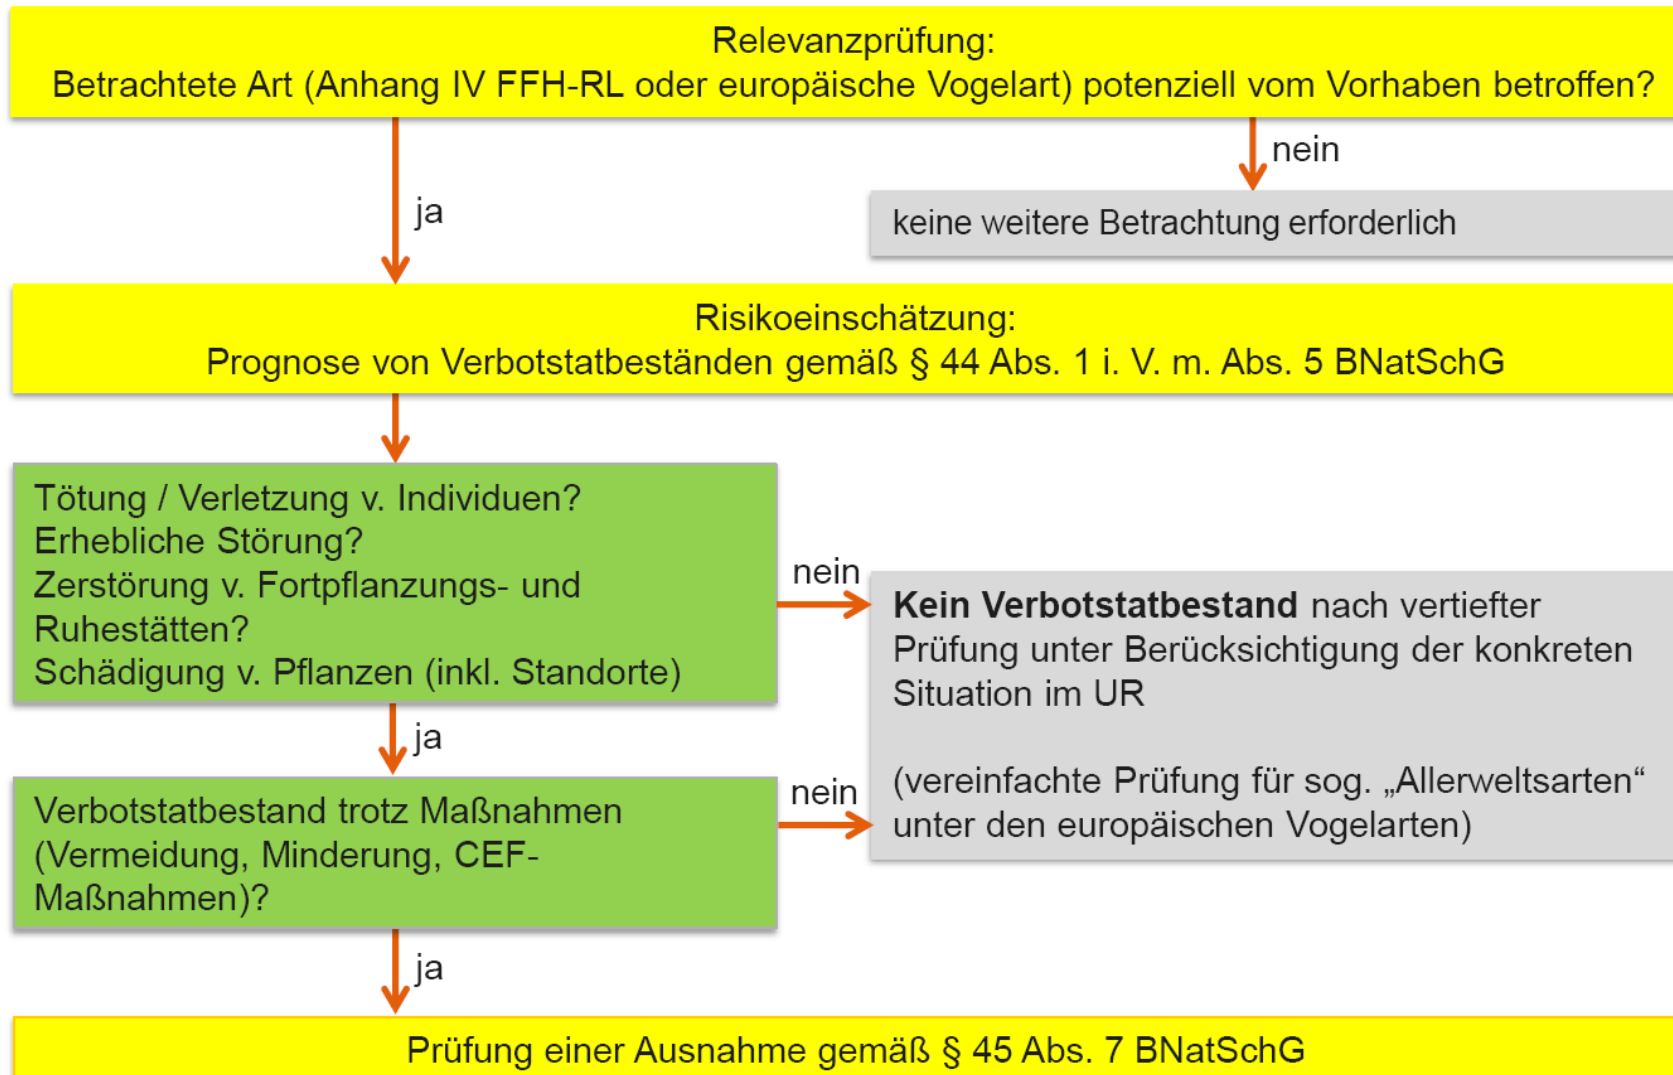 Relevanzprüfung:
Betrachtete Art (Anhang IV FFH-RL oder europäische Vogelart) potenziell vom Vorhaben betroffen?
nein
ja
keine weitere Betrachtung erforderlich
Risikoeinschätzung:
Prognose von Verbotstatbeständen gemäß § 44 Abs. 1 i. V. m. Abs. 5 BNatSchG
Tötung / Verletzung v. Individuen?
Erhebliche Störung?
Zerstörung v. Fortpflanzungs- und
Ruhestätten?
Schädigung v. Pflanzen (inkl. Standorte)
nein
Kein Verbotstatbestand nach vertiefter
Prüfung unter Berücksichtigung der konkreten
Situation im UR
(vereinfachte Prüfung für sog. „Allerweltsarten“
unter den europäischen Vogelarten)
ja
Verbotstatbestand trotz Maßnahmen
(Vermeidung, Minderung, CEF-
Maßnahmen)?
nein
ja
Prüfung einer Ausnahme gemäß § 45 Abs. 7 BNatSchG